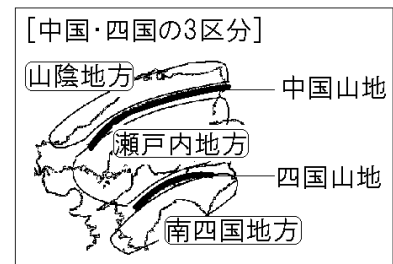 [中国・四国の3区分]
山陰地方
中国山地
瀬戸内地方
四国山地
南四国地方